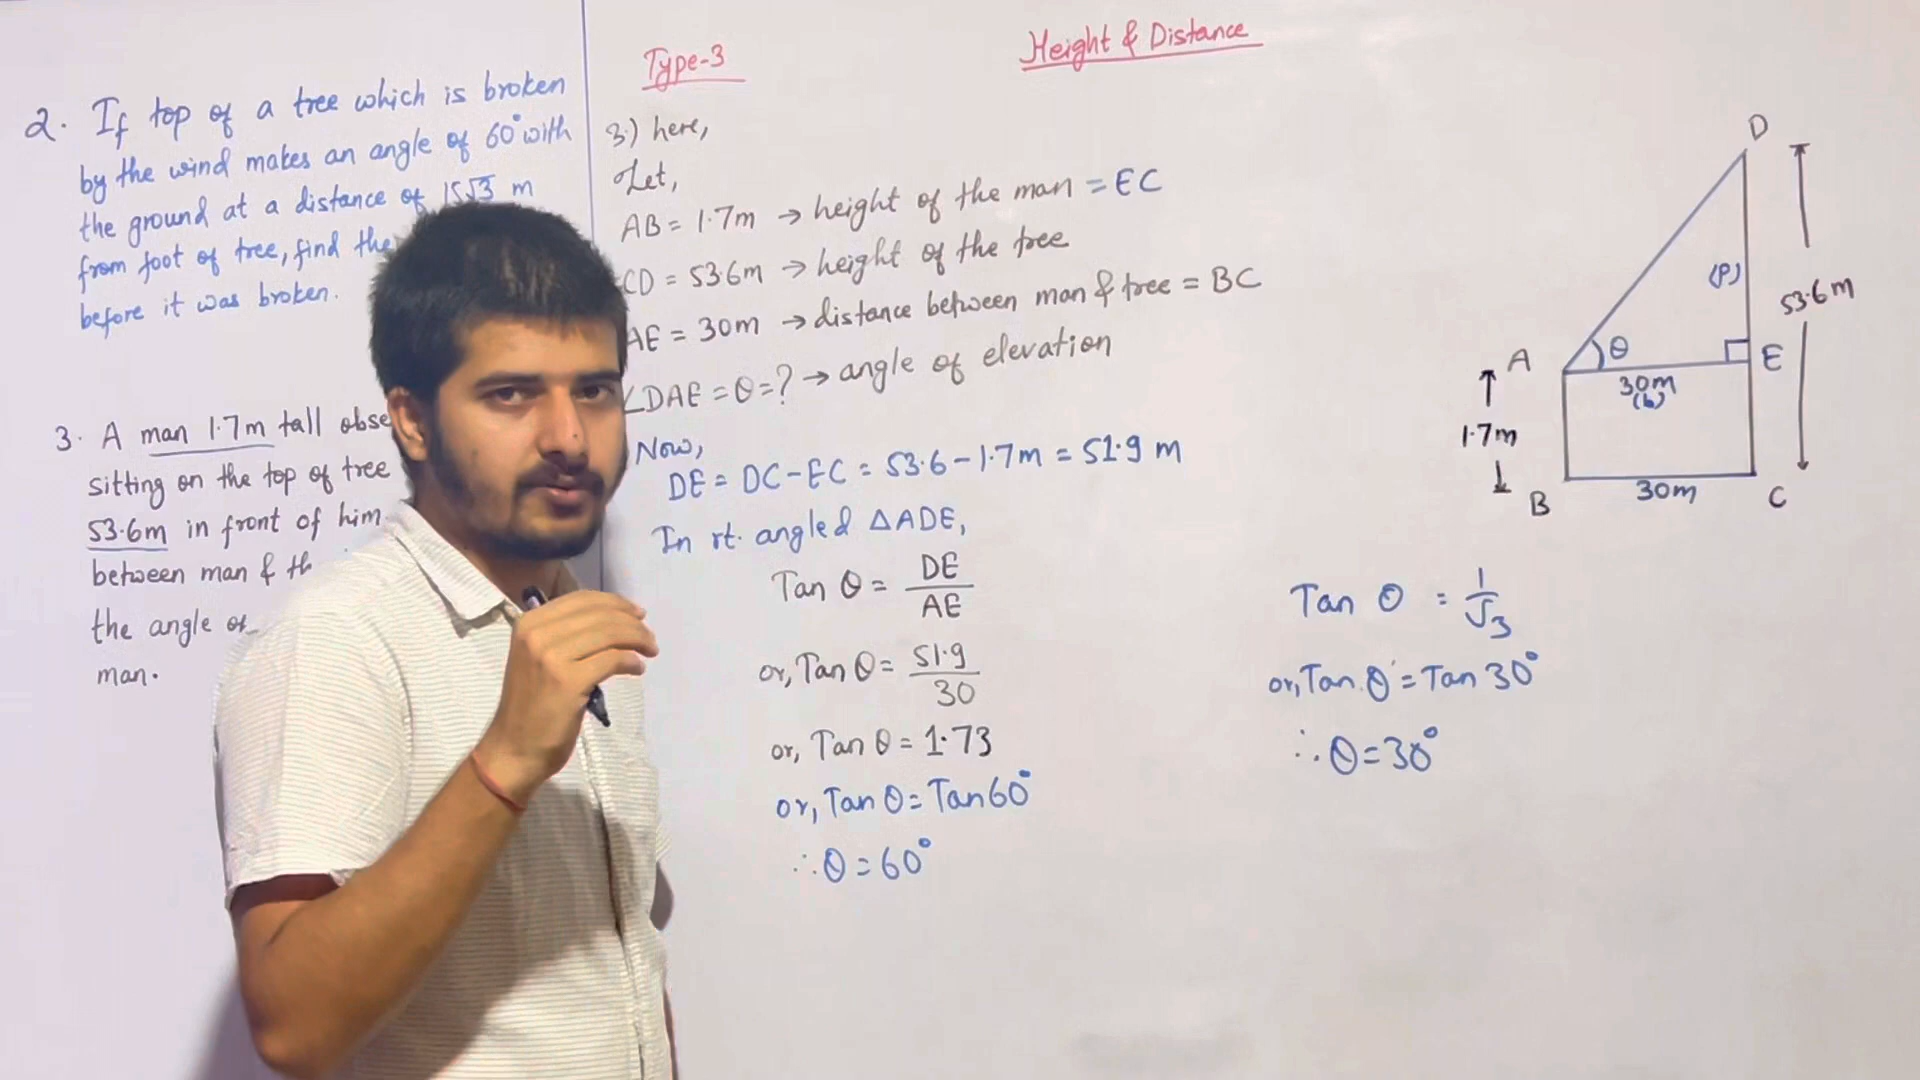 Type-3
Height & Distance
2. If top of a tree which is broken
by the wind makes an angle of 60° with
the ground at a distance of 15√3 m
from foot of tree, find the
before it was broken.
3. A man 1.7m tall obse
sitting on the top of tree
53.6m in front of him
between man & th
the angle of
man.
3.) here,
Let,
AB = 1.7m → height of the man = EC
CD = 53.6m → height of the tree
AE = 30m → distance between man & tree = BC
∠DAE = θ = ? → angle of elevation
Now,
DE = DC - EC = 53.6 - 1.7m = 51.9 m
In rt. angled ΔADE,
Tan θ = DE/AE
or, Tan θ = 51.9/30
or, Tan θ = 1.73
or, Tan θ = Tan 60°
∴ θ = 60°
D
(P)
53.6m
A
θ
E
30m
(b)
1.7m
B
30m
C
Tan θ = 1/√3
or, Tan θ = Tan 30°
∴ θ = 30°